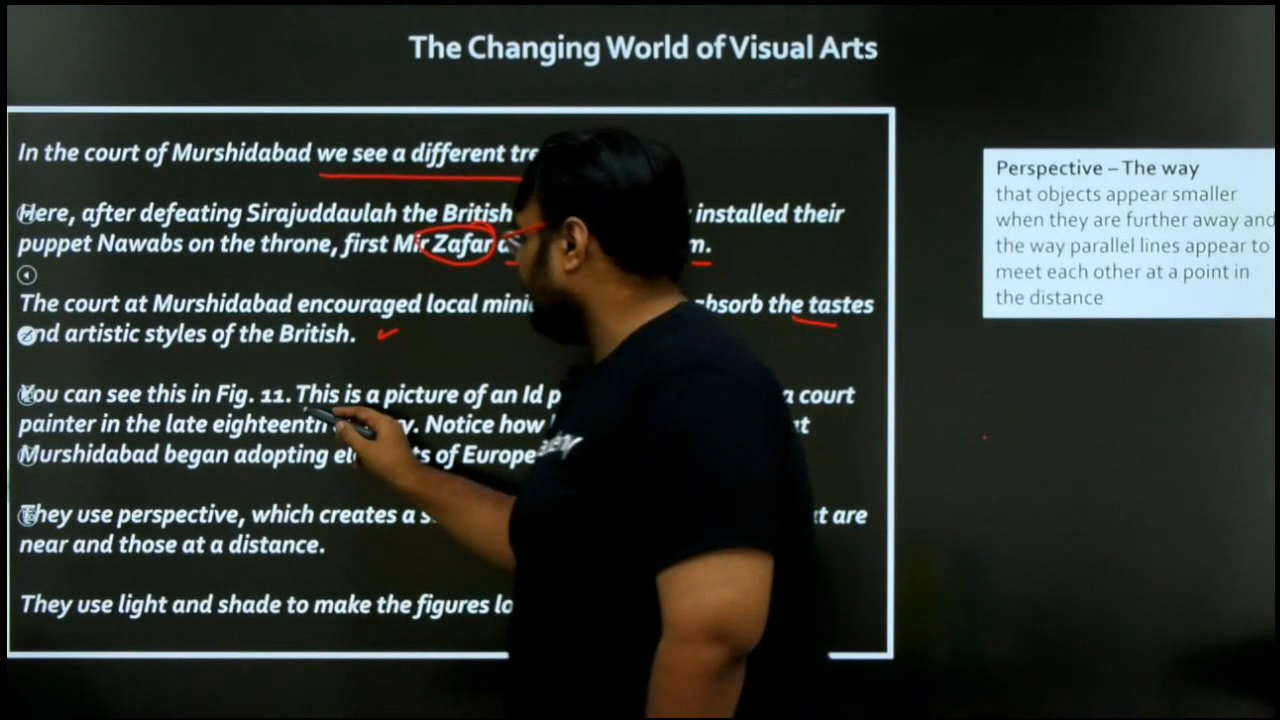 The Changing World of Visual Arts
In the court of Murshidabad we see a different
Here, after defeating Sirajuddaulah the British installed their
puppet Nawabs on the throne, first Mir Zafar m.
The court at Murshidabad encouraged local absorb the tastes
and artistic styles of the British.
You can see this in Fig. 11. This is a picture of an Id a court
painter in the late eighteenth Notice how
Murshidabad began adopting of
They use perspective, which creates a are
near and those at a distance.
They use light and shade to make the figures
Perspective – The way
that objects appear smaller
when they are further away and
the way parallel lines appear to
meet each other at a point in
the distance